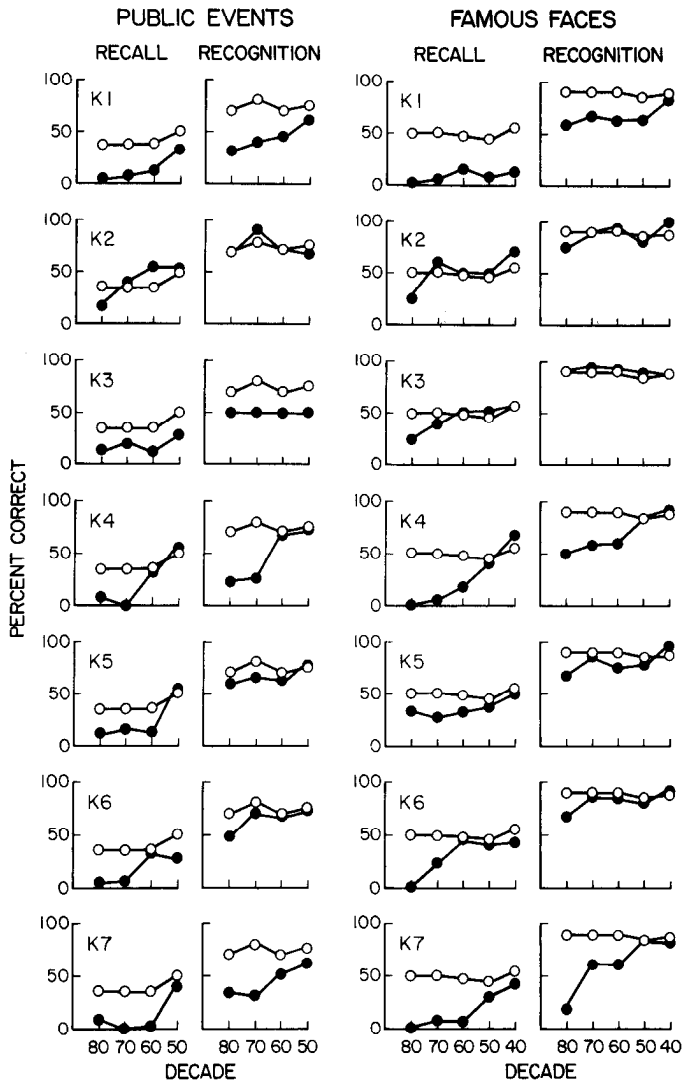 PUBLIC EVENTS FAMOUS FACES
RECALL RECOGNITION RECALL RECOGNITION
100 K1 100 K1
50 50
0 0
100 K2 100 K2
50 50
0 0
100 K3 100 K3
50 50
0 0
100 K4 100 K4
50 50
0 0
100 K5 100 K5
50 50
0 0
100 K6 100 K6
50 50
0 0
100 K7 100 K7
50 50
0 0
80 70 60 50 80 70 60 50 80 70 60 50 40 80 70 60 50 40
DECADE DECADE
PERCENT CORRECT